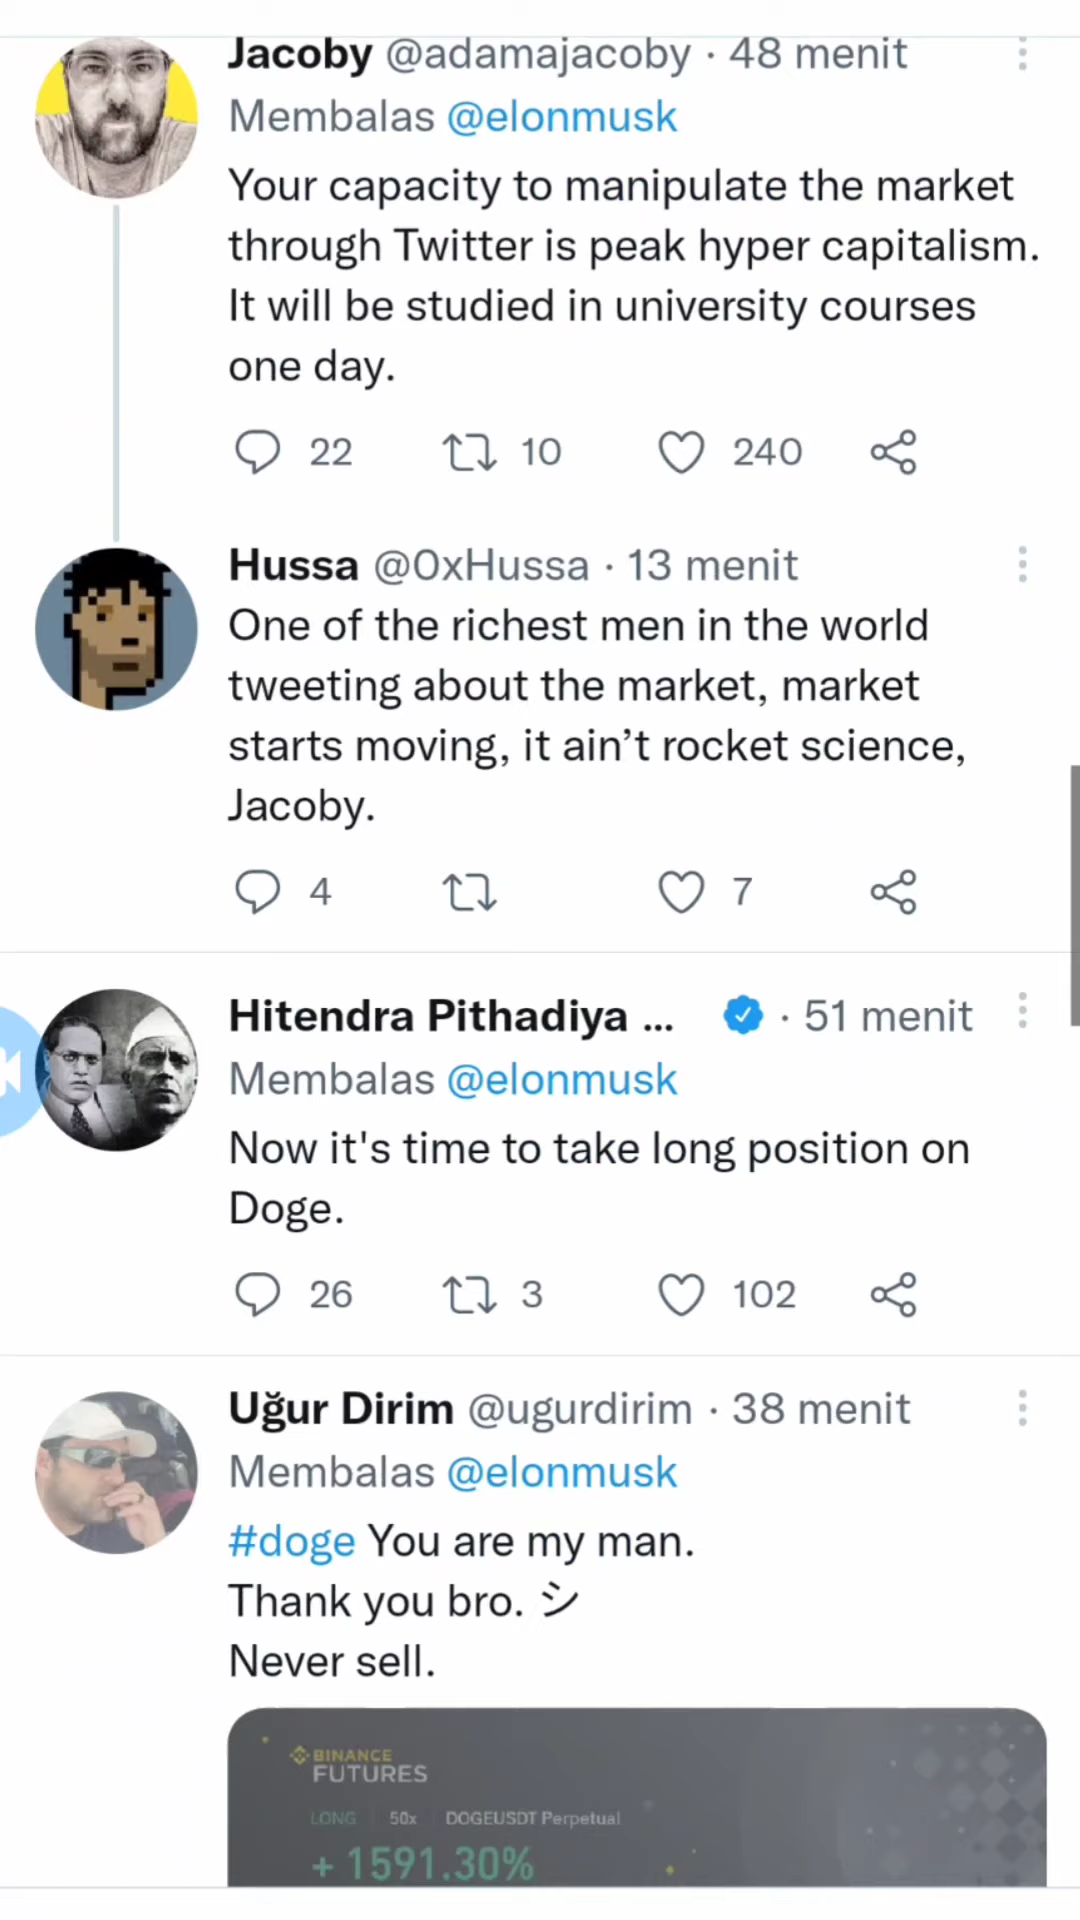 Jacoby @adamajacoby · 48 menit
Membalas @elonmusk
Your capacity to manipulate the market
through Twitter is peak hyper capitalism.
It will be studied in university courses
one day.
22 10 240
Hussa @0xHussa · 13 menit
One of the richest men in the world
tweeting about the market, market
starts moving, it ain’t rocket science,
Jacoby.
4 7
Hitendra Pithadiya ... · 51 menit
Membalas @elonmusk
Now it's time to take long position on
Doge.
26 3 102
Uğur Dirim @ugurdirim · 38 menit
Membalas @elonmusk
#doge You are my man.
Thank you bro. シ
Never sell.
BINANCE
FUTURES
LONG 50x DOGEUSDT Perpetual
+ 1591.30%